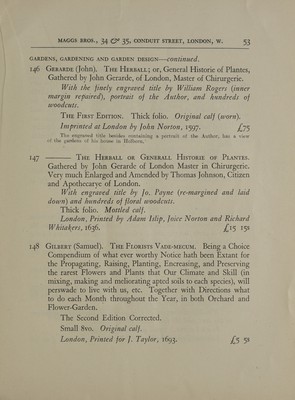 MAGGS BROS., 34 & 35, CONDUIT STREET, LONDON, W. 53
GARDENS, GARDENING AND GARDEN DESIGN—continued.
146 GERARDE (John). THE HERBALL; or, General Historie of Plantes,
Gathered by John Gerarde, of London, Master of Chirurgerie.
With the finely engraved title by William Rogers (inner
margin repaired), portrait of the Author, and hundreds of
woodcuts.
THE FIRST EDITION. Thick folio. Original calf (worn).
Imprinted at London by John Norton, 1597. £75
The engraved title besides containing a portrait of the Author, has a view
of the gardens of his house in Holborn.
147 ——— THE HERBALL OR GENERALL HISTORIE OF PLANTES.
Gathered by John Gerarde of London Master in Chirurgerie.
Very much Enlarged and Amended by Thomas Johnson, Citizen
and Apothecarye of London.
With engraved title by Jo. Payne (re-margined and laid
down) and hundreds of floral woodcuts.
Thick folio. Mottled calf.
London, Printed by Adam Islip, Joice Norton and Richard
Whitakers, 1636. £15 15s
148 GILBERT (Samuel). THE FLORISTS VADE-MECUM. Being a Choice
Compendium of what ever worthy Notice hath been Extant for
the Propagating, Raising, Planting, Encreasing, and Preserving
the rarest Flowers and Plants that Our Climate and Skill (in
mixing, making and meliorating apted soils to each species), will
perswade to live with us, etc. Together with Directions what
to do each Month throughout the Year, in both Orchard and
Flower-Garden.
The Second Edition Corrected.
Small 8vo. Original calf.
London, Printed for J. Taylor, 1693. £5 5s